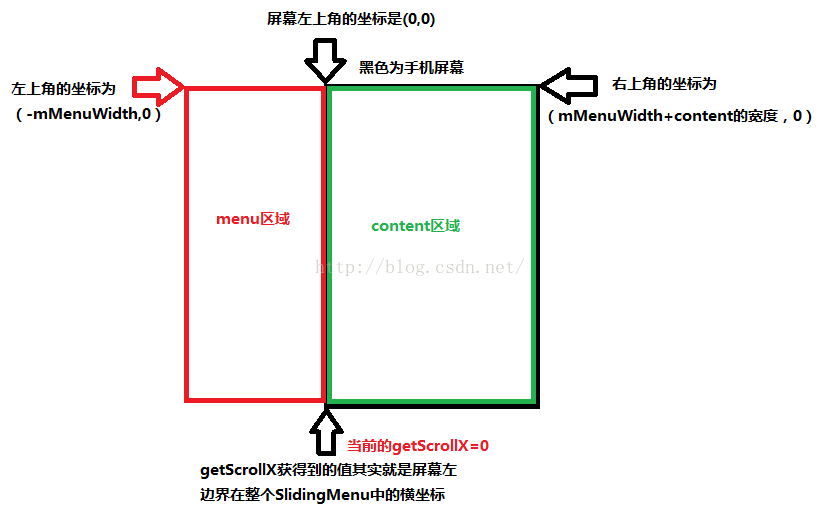 屏幕左上角的坐标是(0,0)
黑色为手机屏幕
左上角的坐标为
（-mMenuWidth,0）
右上角的坐标为
（mMenuWidth+content的宽度，0）
menu区域
content区域
http://blog.csdn.net/
当前的getScrollX=0
getScrollX获得到的值其实就是屏幕左
边界在整个SlidingMenu中的横坐标